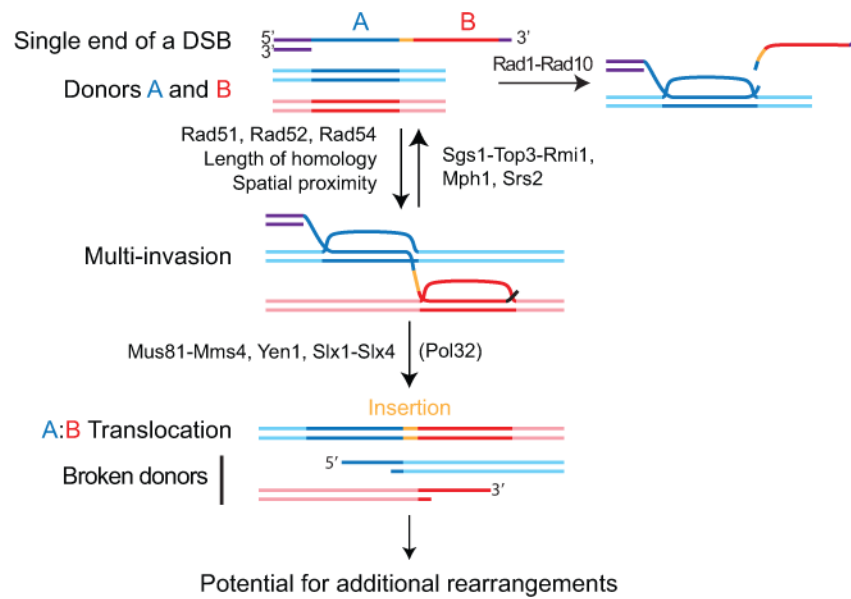 A B
5′ 3′
Single end of a DSB
3′
Donors A and B
Rad1-Rad10
Rad51, Rad52, Rad54
Length of homology
Spatial proximity
Sgs1-Top3-Rmi1,
Mph1, Srs2
Multi-invasion
Mus81-Mms4, Yen1, Slx1-Slx4 (Pol32)
Insertion
A:B Translocation
Broken donors
5′
3′
Potential for additional rearrangements